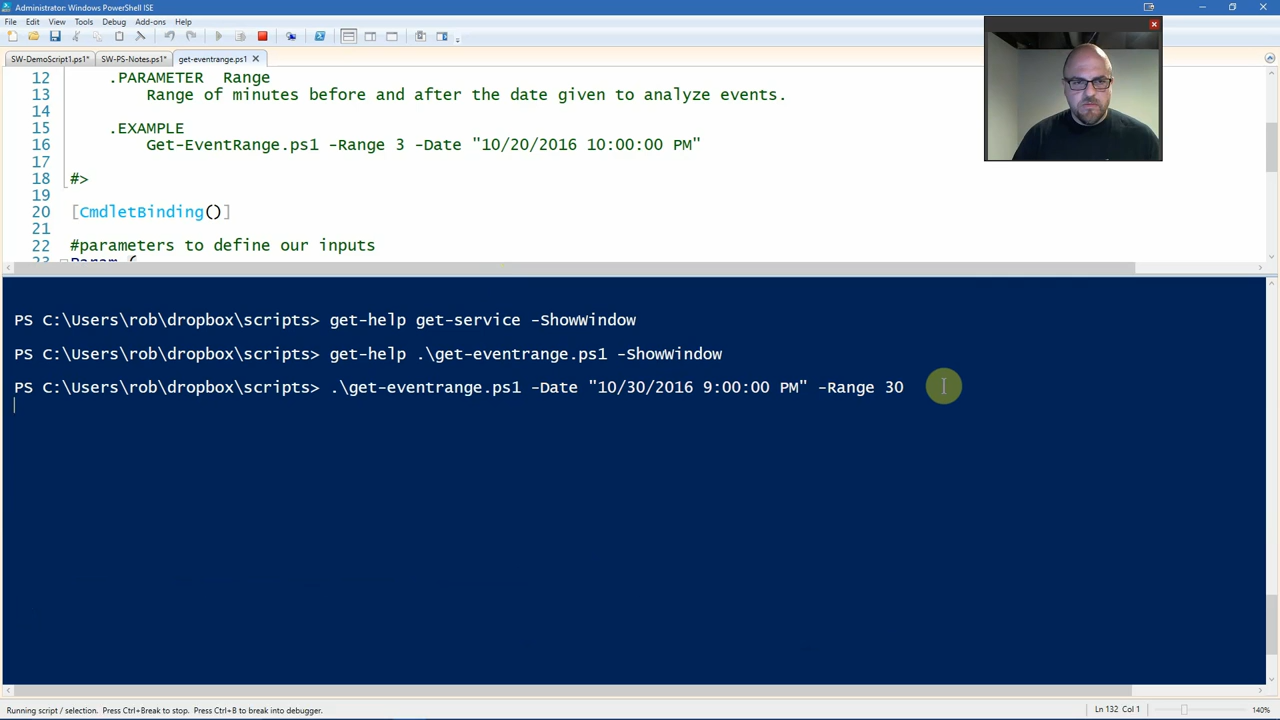 Administrator: Windows PowerShell ISE
File Edit View Tools Debug Add-ons Help
SW-DemoScript1.ps1* SW-PS-Notes.ps1* get-eventrange.ps1
12 .PARAMETER Range
13 Range of minutes before and after the date given to analyze events.
14
15 .EXAMPLE
16 Get-EventRange.ps1 -Range 3 -Date "10/20/2016 10:00:00 PM"
17
18 #>
19
20 [CmdletBinding()]
21
22 #parameters to define our inputs
23 Param (
PS C:\Users\rob\dropbox\scripts> get-help get-service -ShowWindow
PS C:\Users\rob\dropbox\scripts> get-help .\get-eventrange.ps1 -ShowWindow
PS C:\Users\rob\dropbox\scripts> .\get-eventrange.ps1 -Date "10/30/2016 9:00:00 PM" -Range 30
Running script / selection. Press Ctrl+Break to stop. Press Ctrl+B to break into debugger.
Ln 132 Col 1
140%